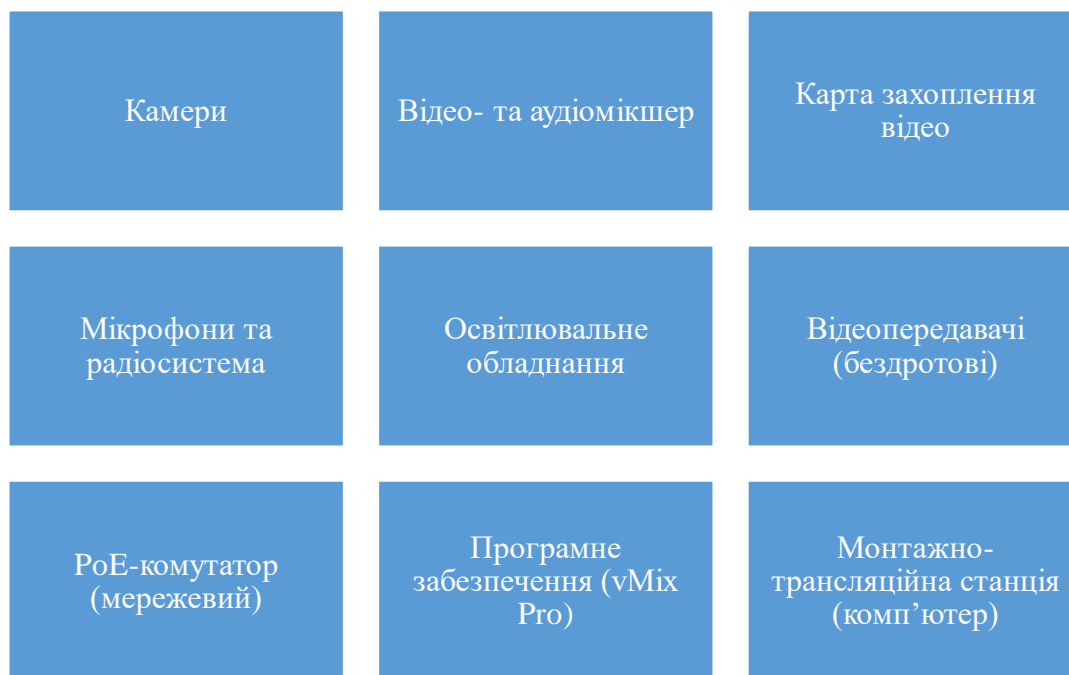 Камери
Відео- та аудіомікшер
Карта захоплення
відео
Мікрофони та
радіосистема
Освітлювальне
обладнання
Відеопередавачі
(бездротові)
PoE-комутатор
(мережевий)
Програмне
забезпечення (vMix
Pro)
Монтажно-
трансляційна станція
(комп’ютер)